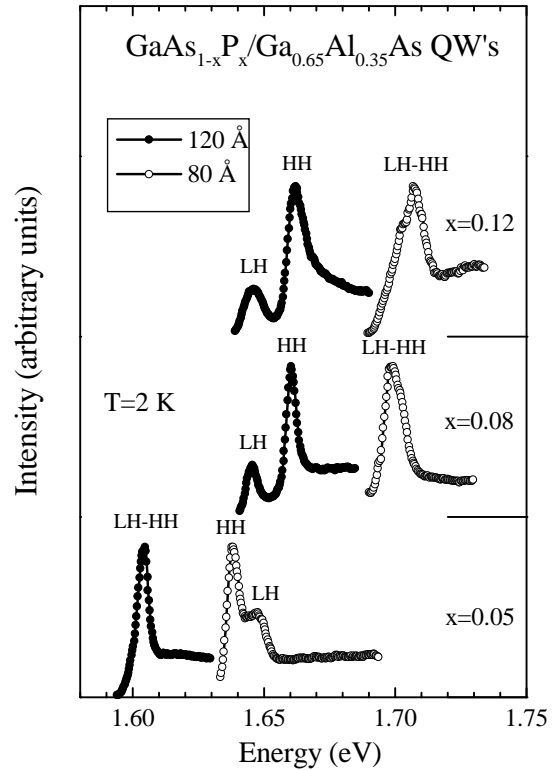 GaAs₁₋ₓPₓ/Ga₀.₆₅Al₀.₃₅As QW's
120 Å
80 Å
HH
LH-HH
x=0.12
LH
HH
LH-HH
T=2 K
x=0.08
LH
LH-HH
HH
LH
x=0.05
Intensity (arbitrary units)
1.60
1.65
1.70
1.75
Energy (eV)